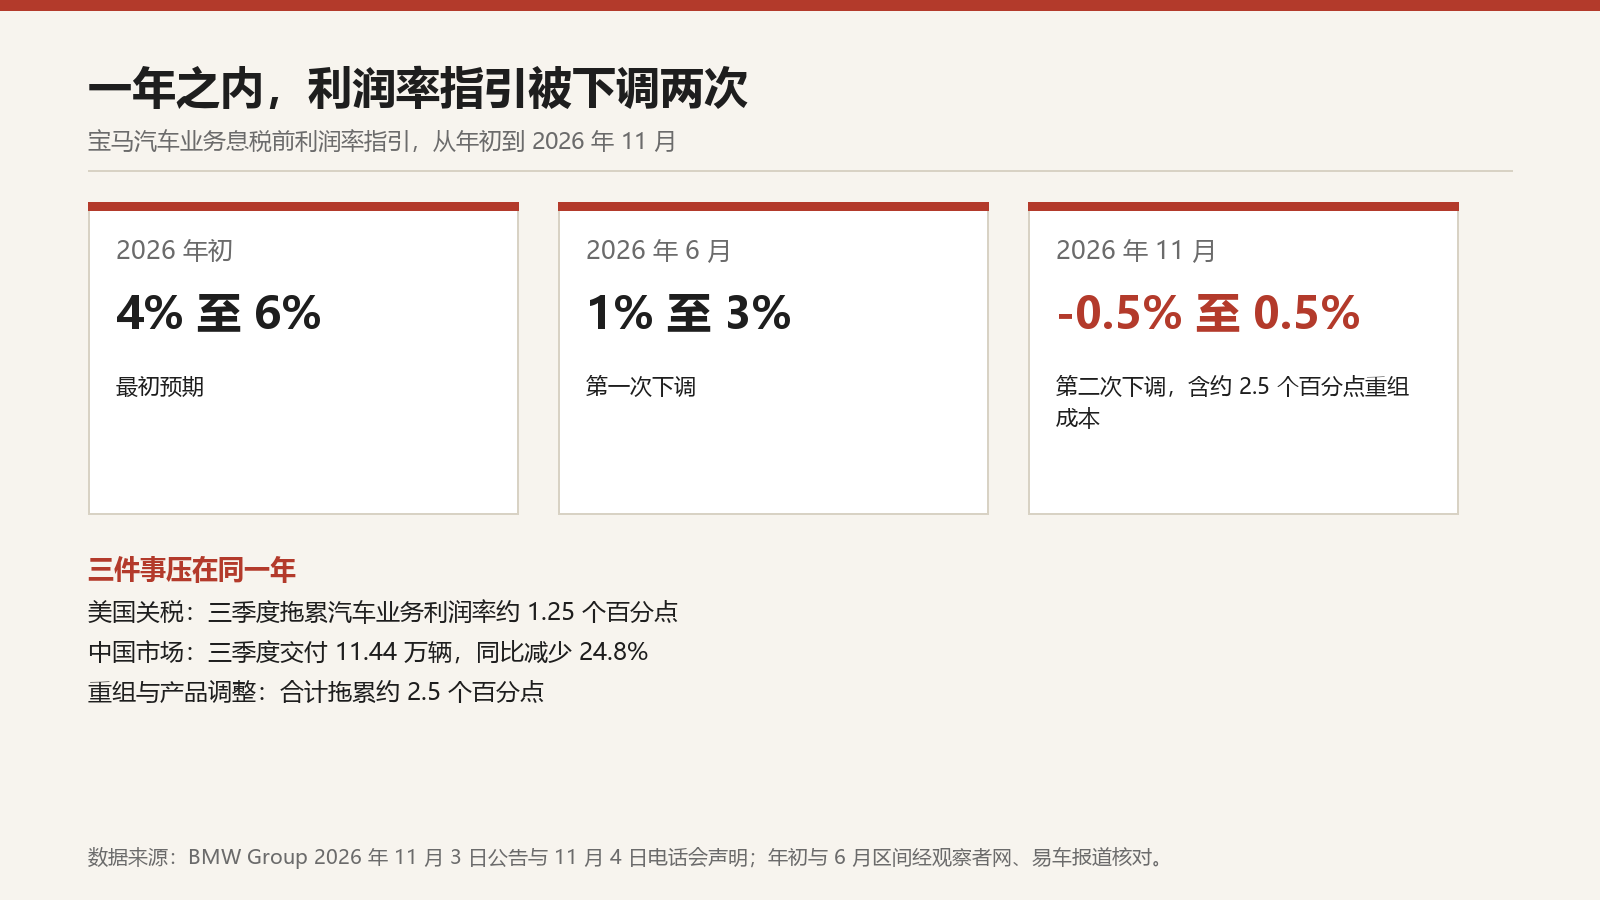 一年之内，利润率指引被下调两次
宝马汽车业务息税前利润率指引，从年初到 2026 年 11 月
2026 年初
4% 至 6%
最初预期
2026 年 6 月
1% 至 3%
第一次下调
2026 年 11 月
-0.5% 至 0.5%
第二次下调，含约 2.5 个百分点重组
成本
三件事压在同一年
美国关税：三季度拖累汽车业务利润率约 1.25 个百分点
中国市场：三季度交付 11.44 万辆，同比减少 24.8%
重组与产品调整：合计拖累约 2.5 个百分点
数据来源：BMW Group 2026 年 11 月 3 日公告与 11 月 4 日电话会声明；年初与 6 月区间经观察者网、易车报道核对。